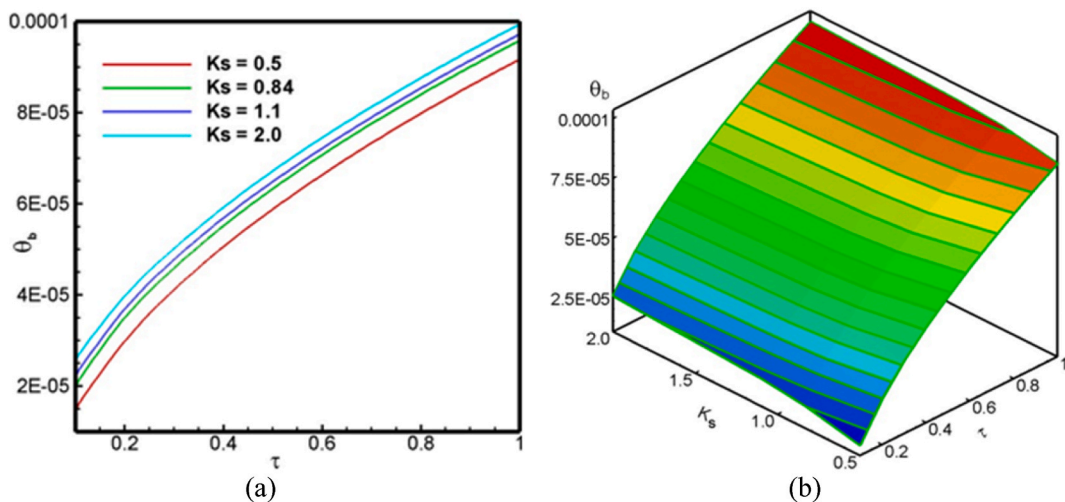 0.0001
8E-05
6E-05
4E-05
2E-05
θb
Ks = 0.5
Ks = 0.84
Ks = 1.1
Ks = 2.0
0.2 0.4 0.6 0.8 1
τ
(a)
θb
0.0001
7.5E-05
5E-05
2.5E-05
2.0
1.5
1.0
0.5
Ks
0.2
0.4
0.6
0.8
1
τ
(b)